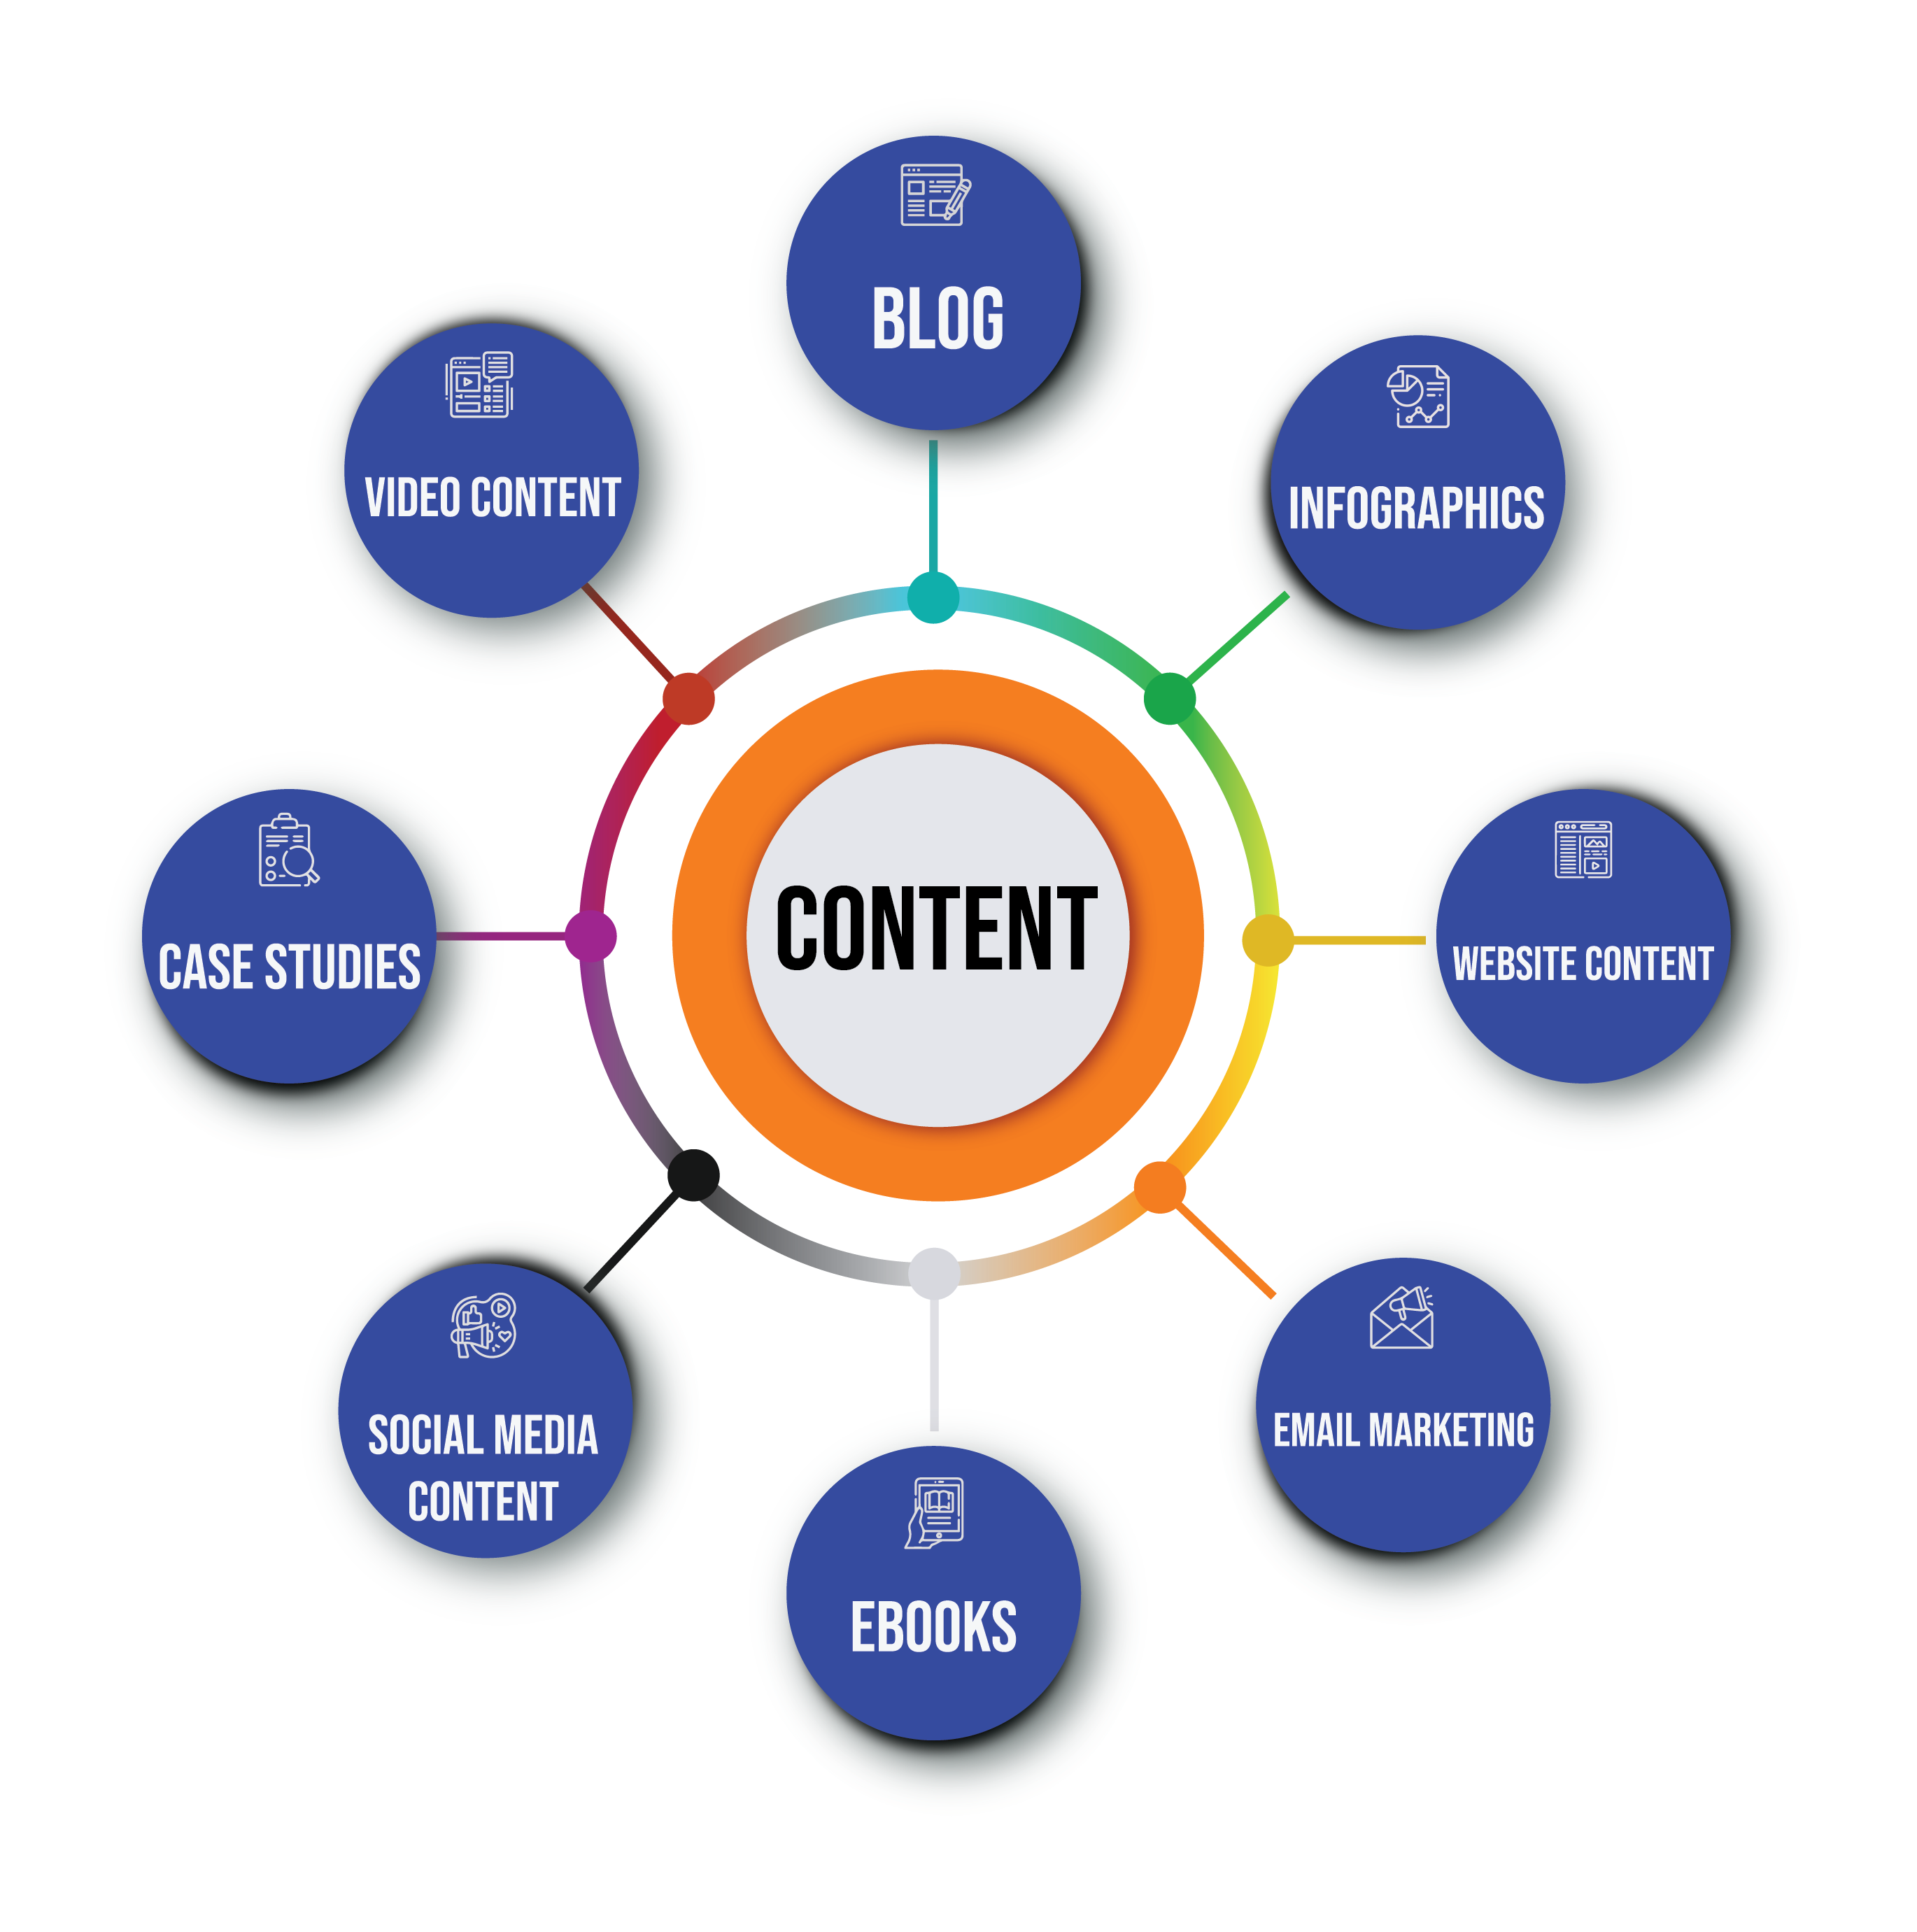 BLOG
VIDEO CONTENT
INFOGRAPHICS
CASE STUDIES
CONTENT
WEBSITE CONTENT
SOCIAL MEDIA
CONTENT
EMAIL MARKETING
EBOOKS